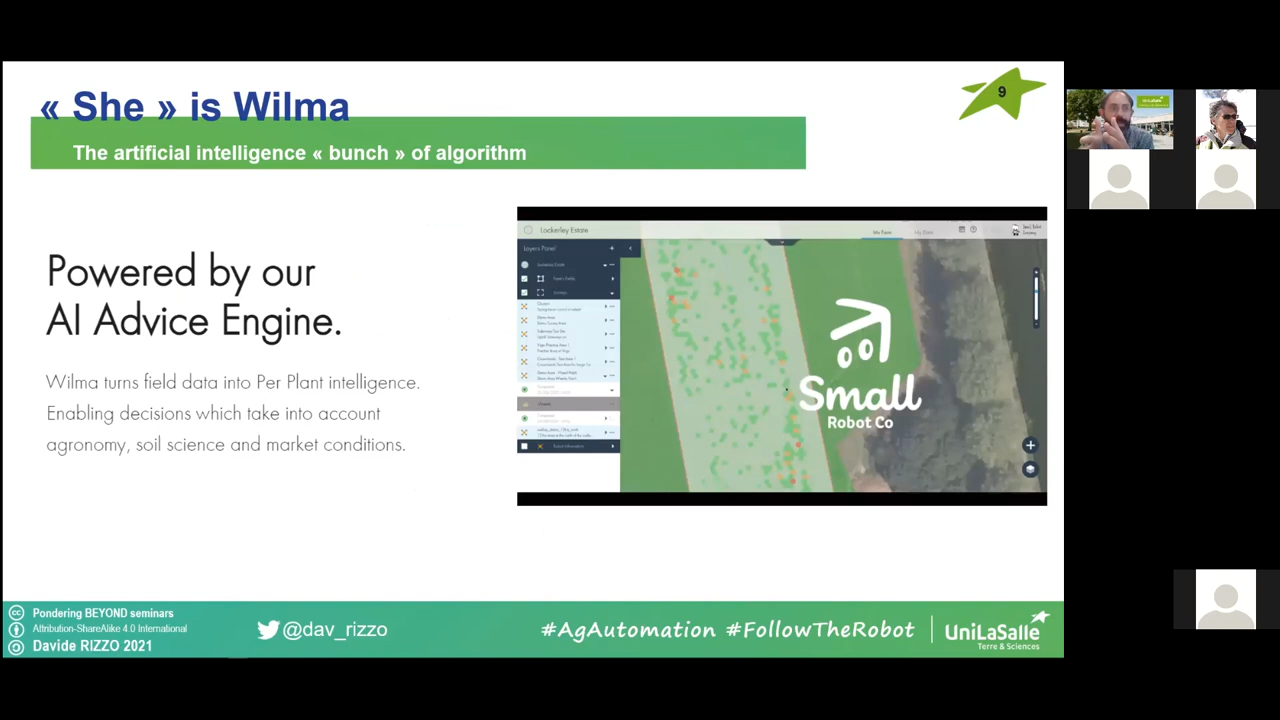 « She » is Wilma
9
The artificial intelligence « bunch » of algorithm
Powered by our
AI Advice Engine.
Wilma turns field data into Per Plant intelligence.
Enabling decisions which take into account
agronomy, soil science and market conditions.
Lockerley Estate
Layers Panel
Small
Robot Co
Pondering BEYOND seminars
Attribution-ShareAlike 4.0 International
Davide RIZZO 2021
@dav_rizzo
#AgAutomation #FollowTheRobot
UniLaSalle
Terre & Sciences
UniLaSalle